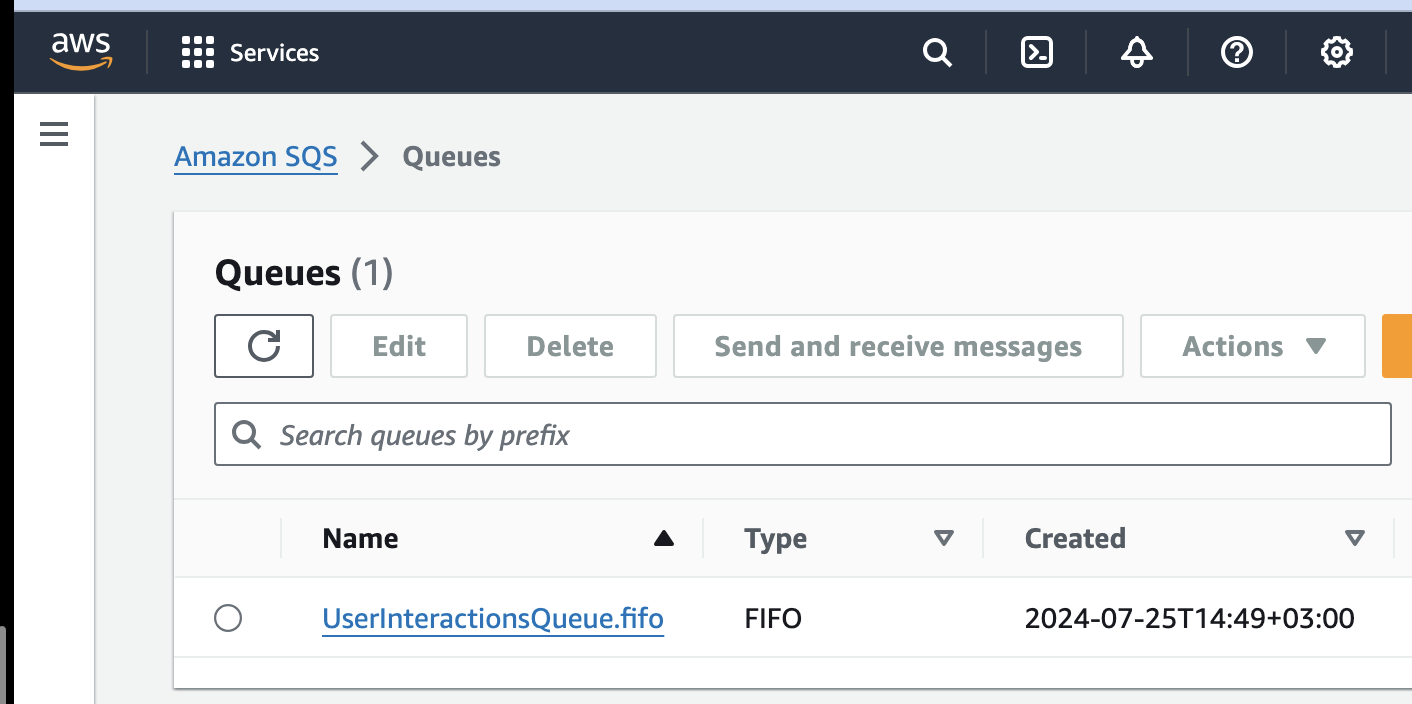 aws Services
Amazon SQS Queues
Queues (1)
Edit Delete Send and receive messages Actions
Search queues by prefix
Name Type Created
UserInteractionsQueue.fifo FIFO 2024-07-25T14:49+03:00